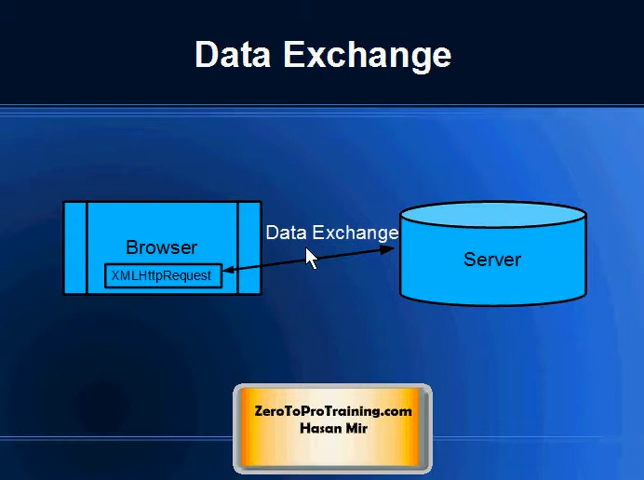 Data Exchange
Data Exchange
Browser
XMLHttpRequest
Server
ZeroToProTraining.com
Hasan Mir